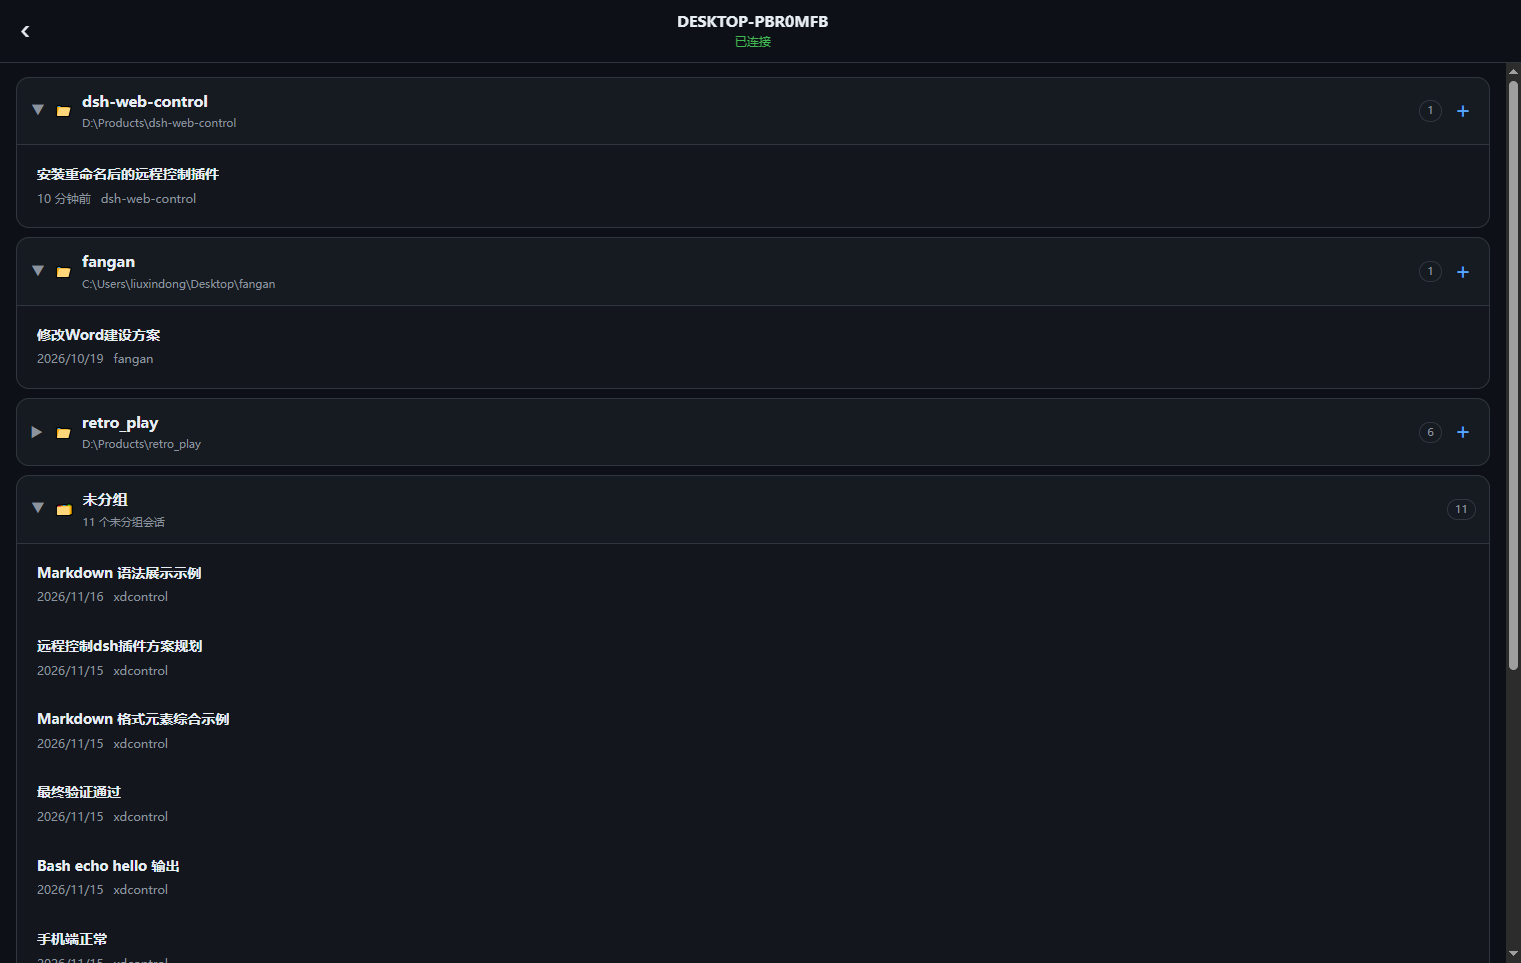 DESKTOP-PBR0MFB
已连接
dsh-web-control
D:\Products\dsh-web-control
1
安装重命名后的远程控制插件
10 分钟前 dsh-web-control
fangan
C:\Users\liuxindong\Desktop\fangan
1
修改Word建设方案
2026/10/19 fangan
retro_play
D:\Products\retro_play
6
未分组
11 个未分组会话
11
Markdown 语法展示示例
2026/11/16 xdcontrol
远程控制dsh插件方案规划
2026/11/15 xdcontrol
Markdown 格式元素综合示例
2026/11/15 xdcontrol
最终验证通过
2026/11/15 xdcontrol
Bash echo hello 输出
2026/11/15 xdcontrol
手机端正常
2026/11/15 xdcontrol